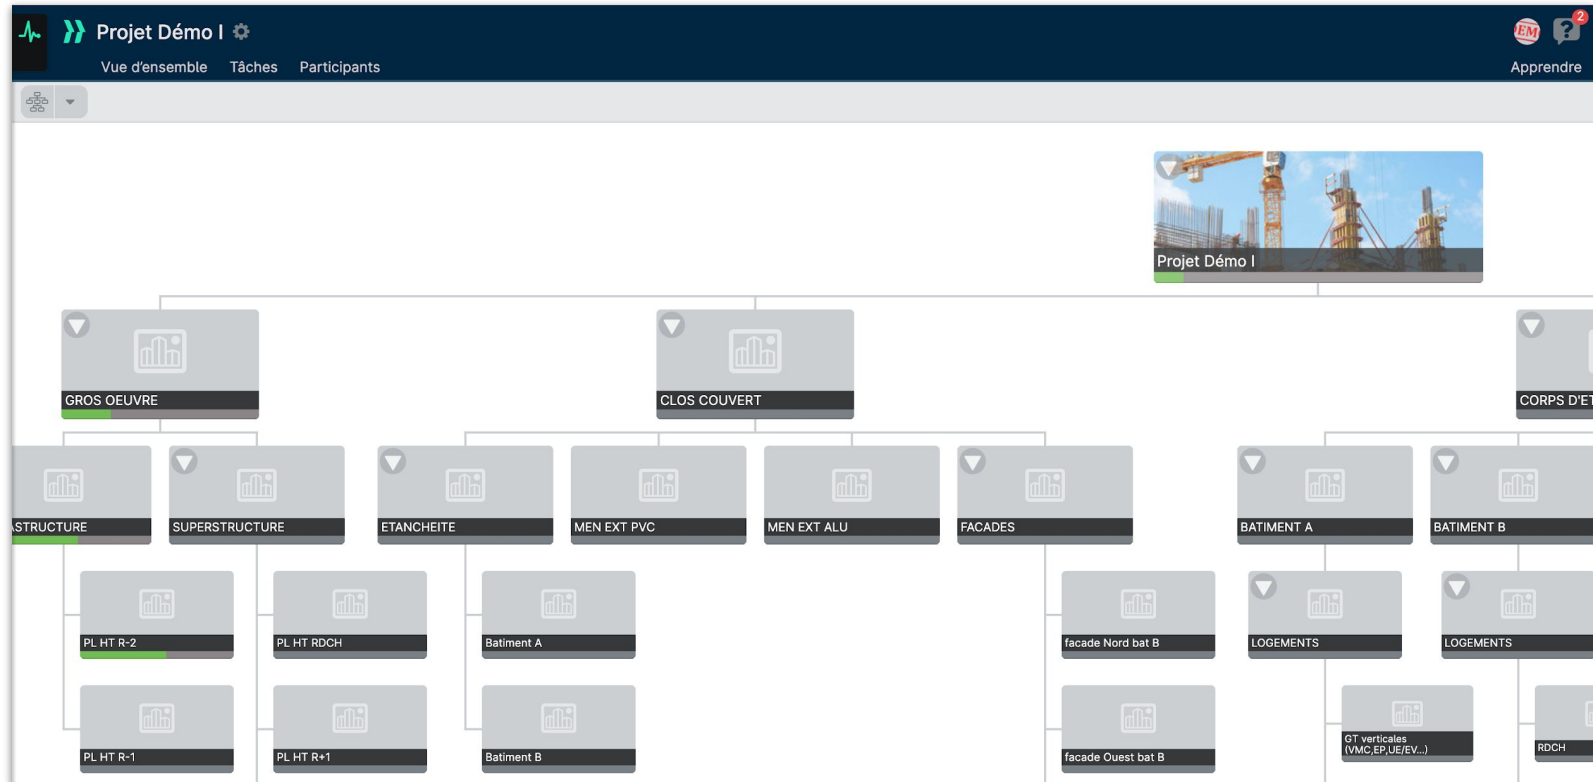 Projet Démo I
2
Vue d'ensemble Tâches Participants
Apprendre
Projet Démo I
GROS OEUVRE
CLOS COUVERT
CORPS D'ET
ASTRUCTURE
SUPERSTRUCTURE
ETANCHEITE
MEN EXT PVC
MEN EXT ALU
FACADES
BATIMENT A
BATIMENT B
PL HT R-2
PL HT RDCH
Batiment A
facade Nord bat B
LOGEMENTS
LOGEMENTS
PL HT R-1
PL HT R+1
Batiment B
facade Ouest bat B
GT verticales
(VMC,EP,UE/EV...)
RDCH